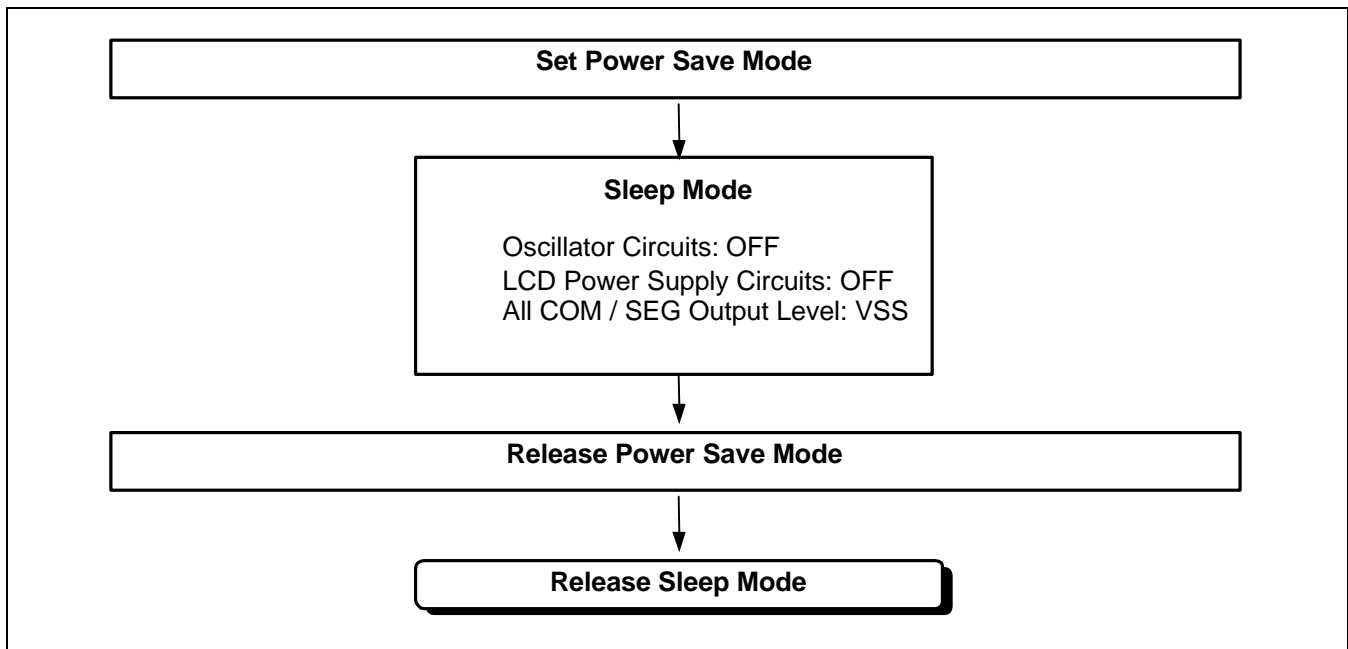 Set Power Save Mode
Sleep Mode
Oscillator Circuits: OFF
LCD Power Supply Circuits: OFF
All COM / SEG Output Level: VSS
Release Power Save Mode
Release Sleep Mode